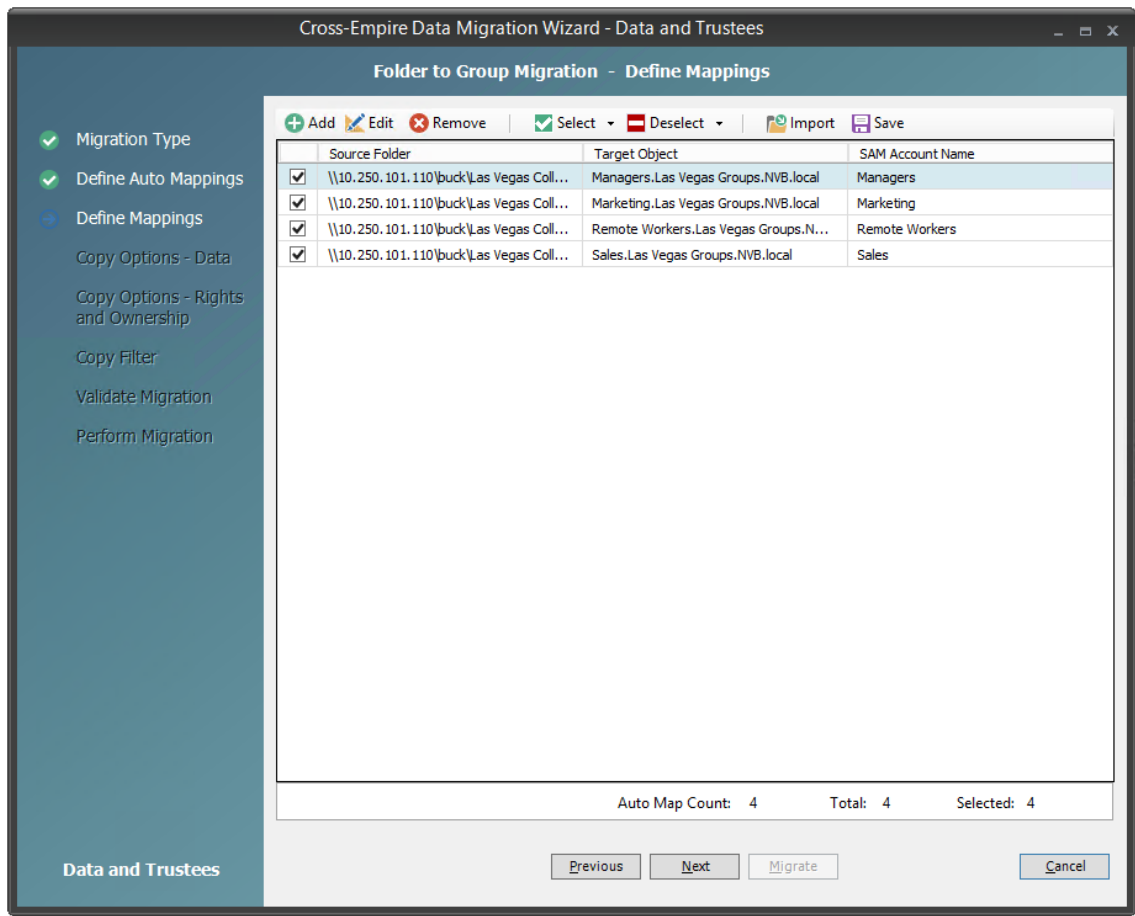 Cross-Empire Data Migration Wizard - Data and Trustees
Folder to Group Migration - Define Mappings
Migration Type
Define Auto Mappings
Define Mappings
Copy Options - Data
Copy Options - Rights
and Ownership
Copy Filter
Validate Migration
Perform Migration
Data and Trustees
Add Edit Remove Select Deselect Import Save
Source Folder Target Object SAM Account Name
\\10.250.101.110\buck\Las Vegas Coll... Managers.Las Vegas Groups.NVB.local Managers
\\10.250.101.110\buck\Las Vegas Coll... Marketing.Las Vegas Groups.NVB.local Marketing
\\10.250.101.110\buck\Las Vegas Coll... Remote Workers.Las Vegas Groups.N... Remote Workers
\\10.250.101.110\buck\Las Vegas Coll... Sales.Las Vegas Groups.NVB.local Sales
Auto Map Count: 4 Total: 4 Selected: 4
Previous Next Migrate Cancel